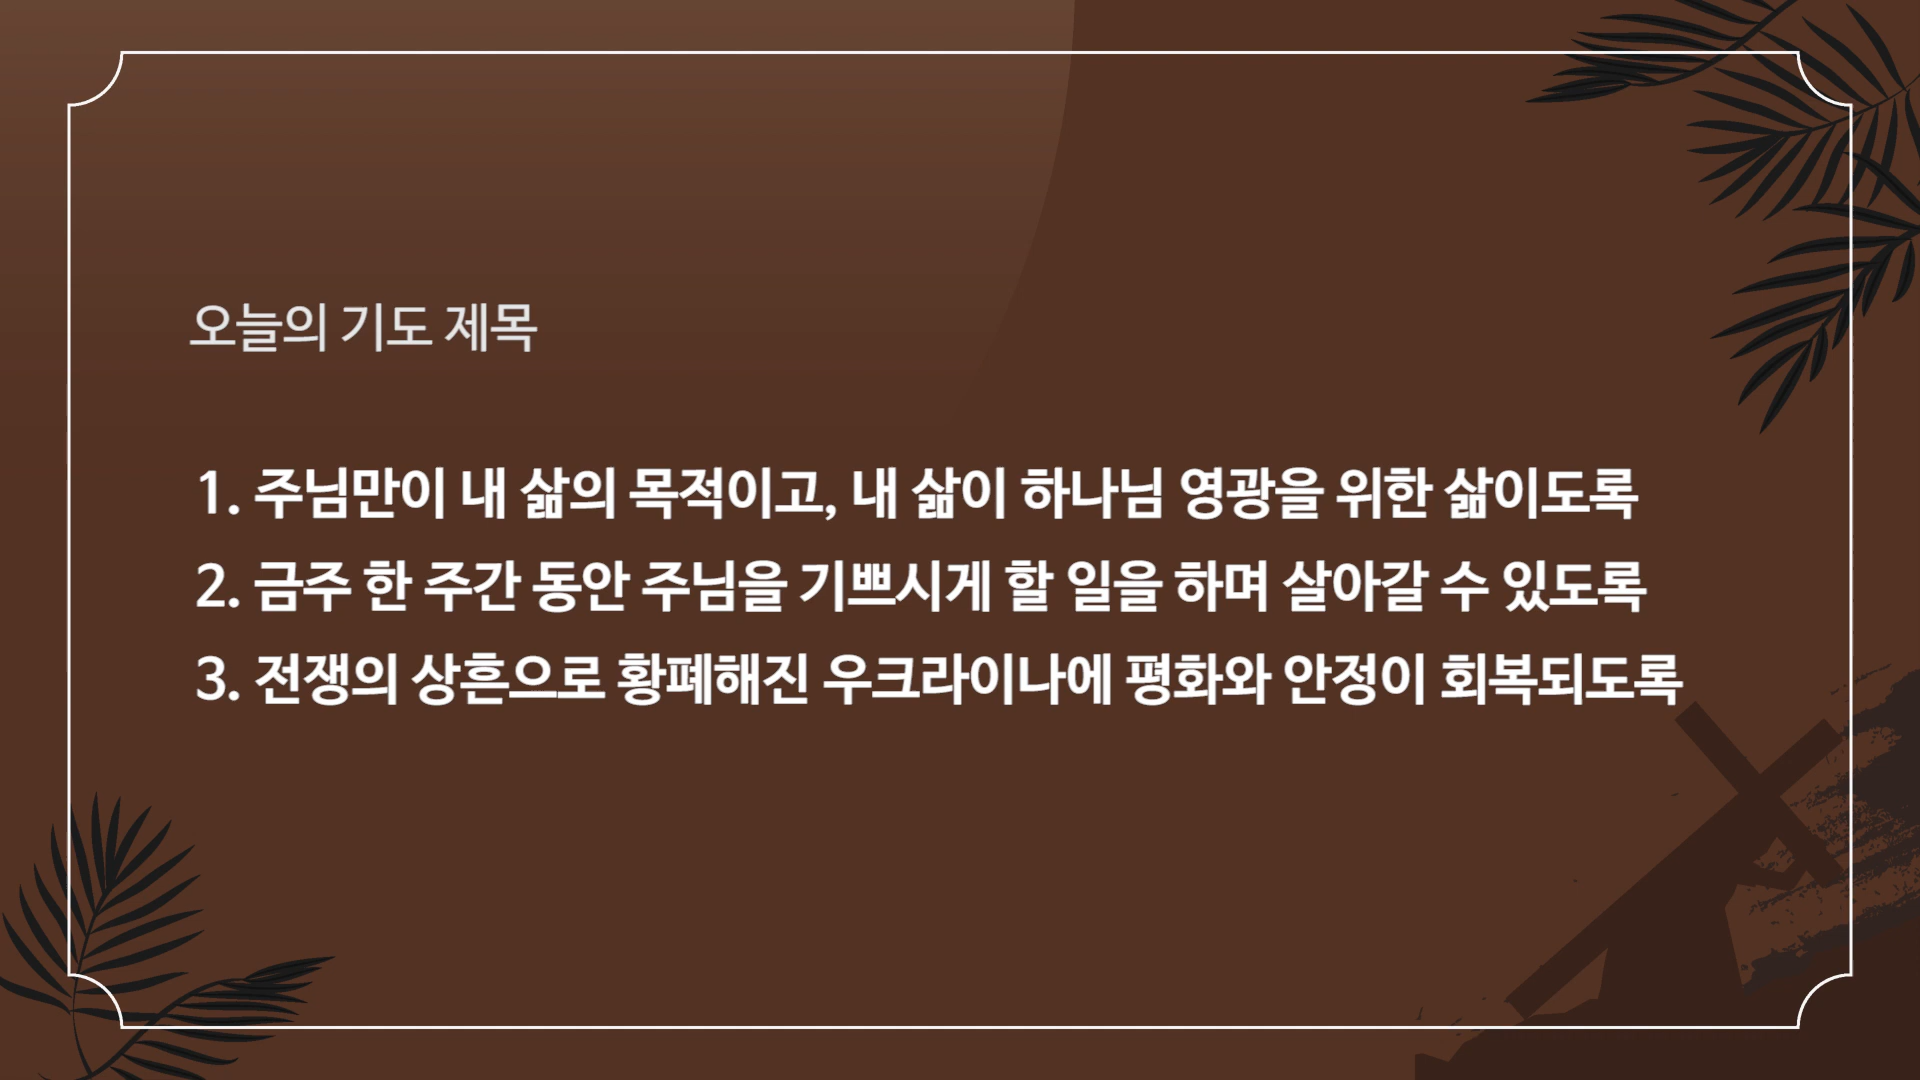 오늘의 기도 제목
1. 주님만이 내 삶의 목적이고, 내 삶이 하나님 영광을 위한 삶이도록
2. 금주 한 주간 동안 주님을 기쁘시게 할 일을 하며 살아갈 수 있도록
3. 전쟁의 상흔으로 황폐해진 우크라이나에 평화와 안정이 회복되도록